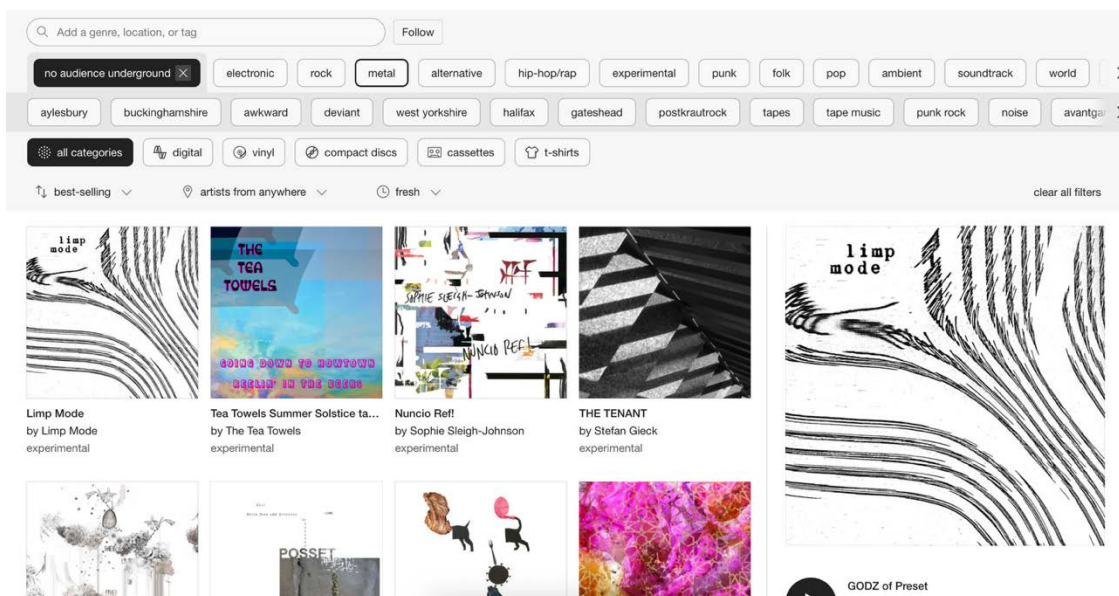 Add a genre, location, or tag
Follow
no audience underground
electronic
rock
metal
alternative
hip-hop/rap
experimental
punk
folk
pop
ambient
soundtrack
world
aylesbury
buckinghamshire
awkward
deviant
west yorkshire
halifax
gateshead
postkrautrock
tapes
tape music
punk rock
noise
all categories
digital
vinyl
compact discs
cassettes
t-shirts
best-selling
artists from anywhere
fresh
clear all filters
limp
mode
THE
TEA
TOWELS
GOING DOWN TO HOWTOWN
REELIN' IN THE BEERS
SOPHIE SLEIGH-JOHNSON
NUNCIO REF!
limp
mode
Limp Mode
by Limp Mode
experimental
Tea Towels Summer Solstice ta...
by The Tea Towels
experimental
Nuncio Ref!
by Sophie Sleigh-Johnson
experimental
THE TENANT
by Stefan Gieck
experimental
POSSET
GODZ of Preset